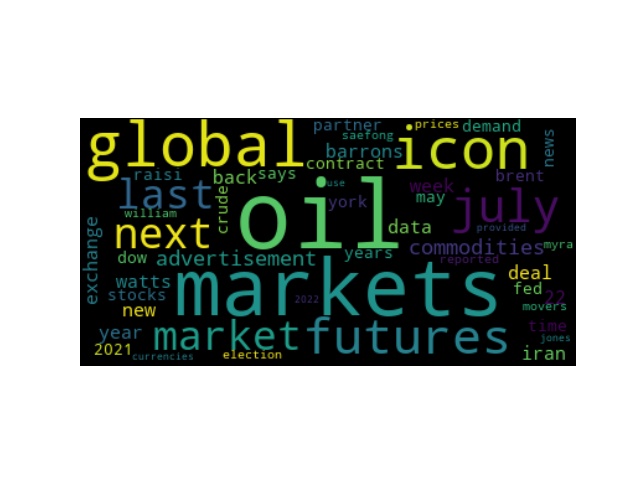 partner prices demand
global saefong icon news
barrons
contract
raisi back says brent
last use week
william crude oil york may july
next data provided
exchange commodities myra
dow advertisement years reported
watts markets deal
stocks 2022 fed 22
new movers
year market futures time
jones
2021 currencies election iran